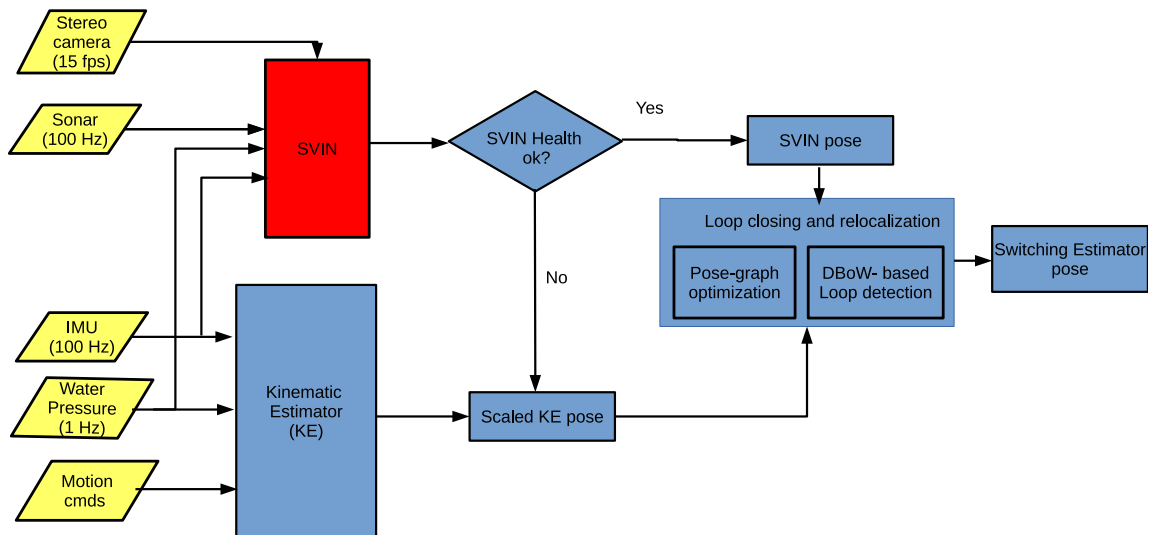 Stereo
camera
(15 fps)
Sonar
(100 Hz)
SVIN
SVIN Health
ok?
Yes
No
SVIN pose
Loop closing and relocalization
Pose-graph
optimization
DBoW- based
Loop detection
Switching Estimator
pose
IMU
(100 Hz)
Water
Pressure
(1 Hz)
Motion
cmds
Kinematic
Estimator
(KE)
Scaled KE pose